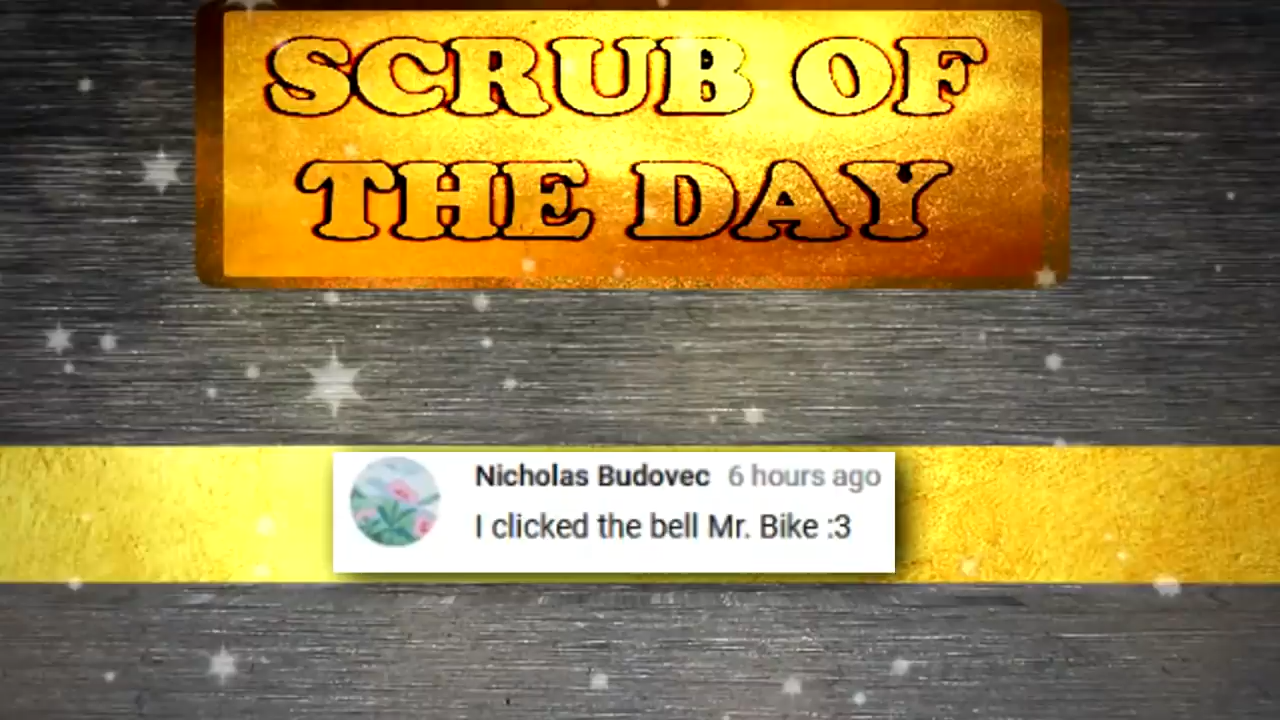 SCRUB OF
THE DAY
Nicholas Budovec 6 hours ago
I clicked the bell Mr. Bike :3